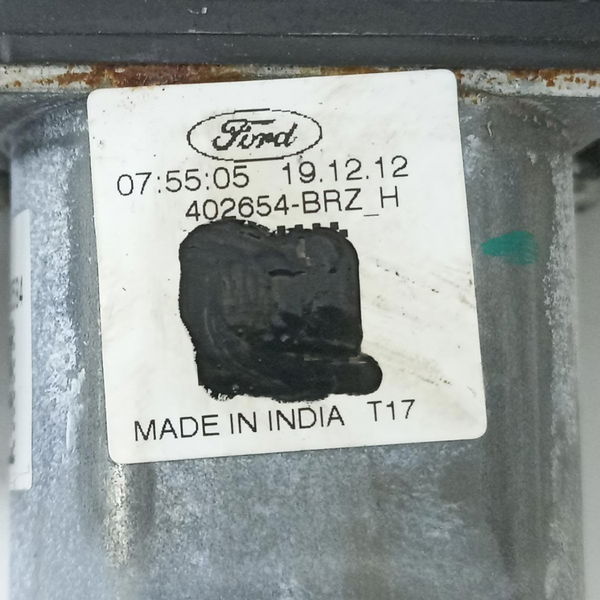 Ford
07:55:05 19.12.12
402654-BRZ_H
MADE IN INDIA T17